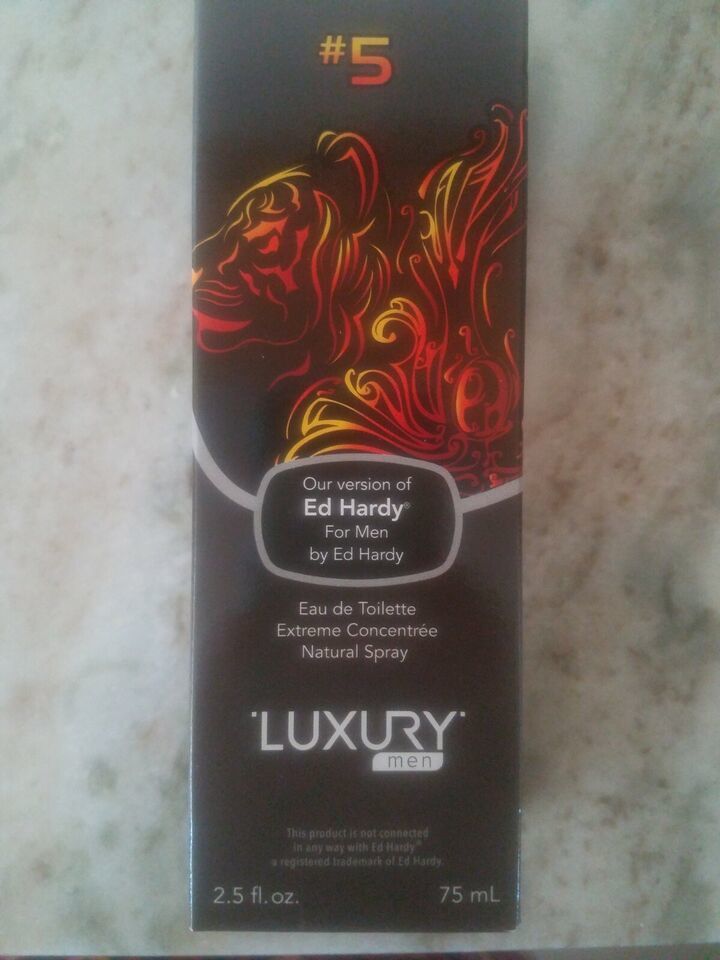 #5
Our version of
Ed Hardy®
For Men
by Ed Hardy
Eau de Toilette
Extreme Concentrée
Natural Spray
LUXURY
men
This product is not connected
in any way with Ed Hardy®
a registered trademark of Ed Hardy.
2.5 fl.oz. 75 mL